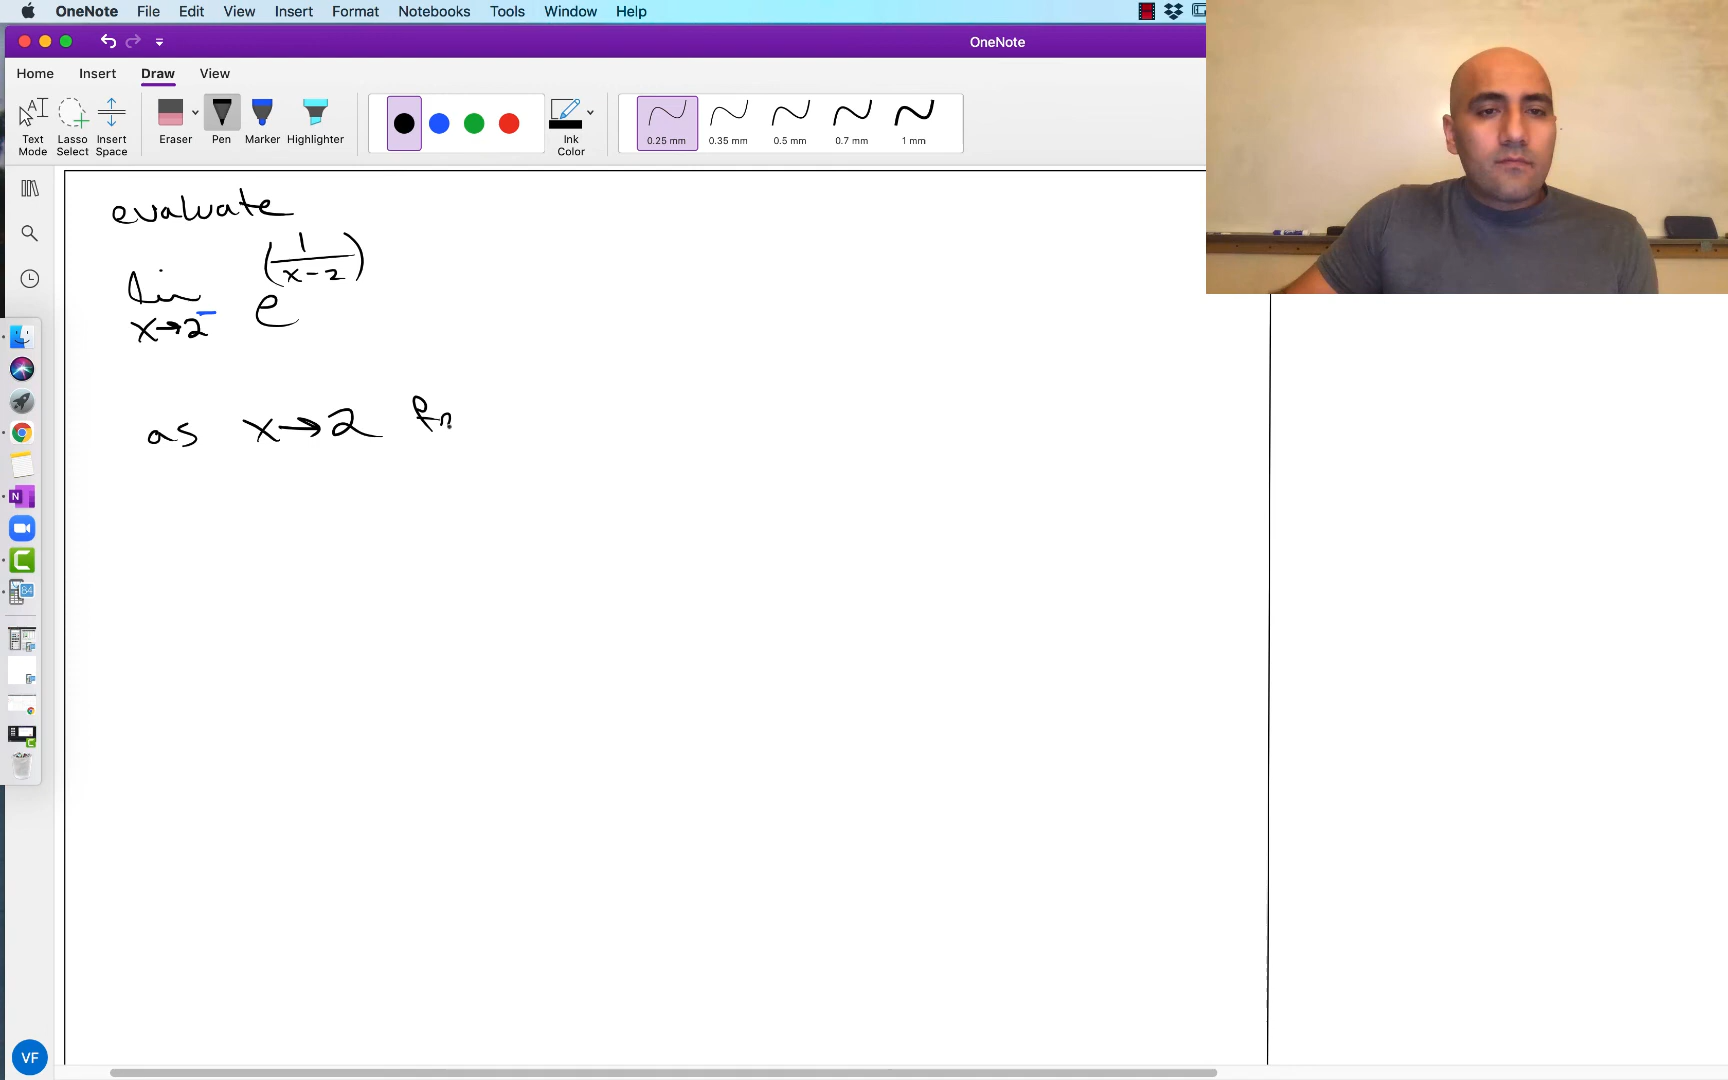 OneNote File Edit View Insert Format Notebooks Tools Window Help
OneNote
Home Insert Draw View
Text Mode Lasso Select Insert Space Eraser Pen Marker Highlighter Ink Color 0.25 mm 0.35 mm 0.5 mm 0.7 mm 1 mm
evaluate
lim x→2⁻ e^(1/(x-2))
as x→2 fr
VF